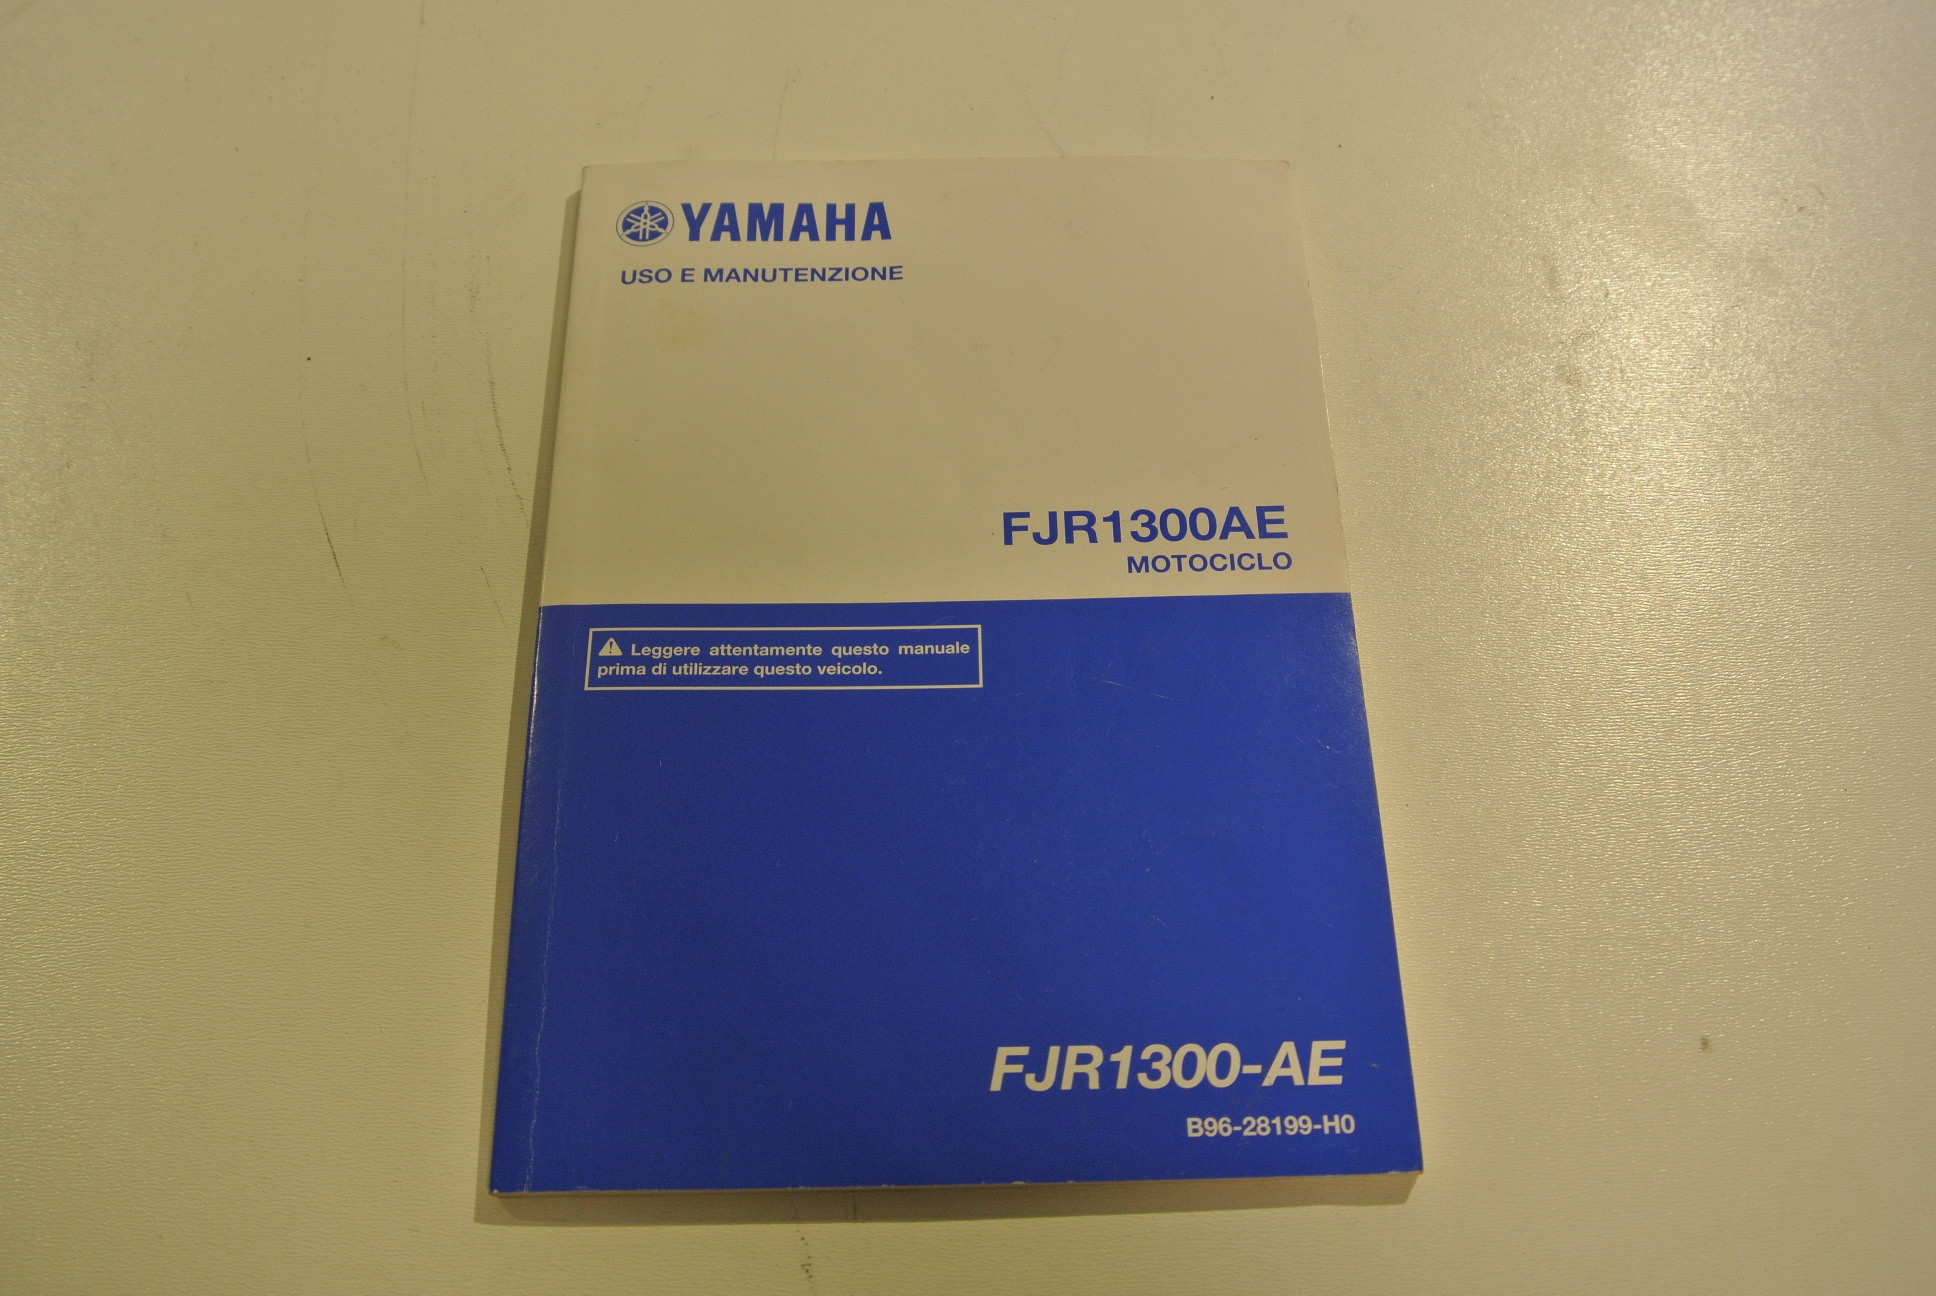 YAMAHA
USO E MANUTENZIONE
FJR1300AE
MOTOCICLO
Leggere attentamente questo manuale
prima di utilizzare questo veicolo.
FJR1300-AE
B96-28199-H0